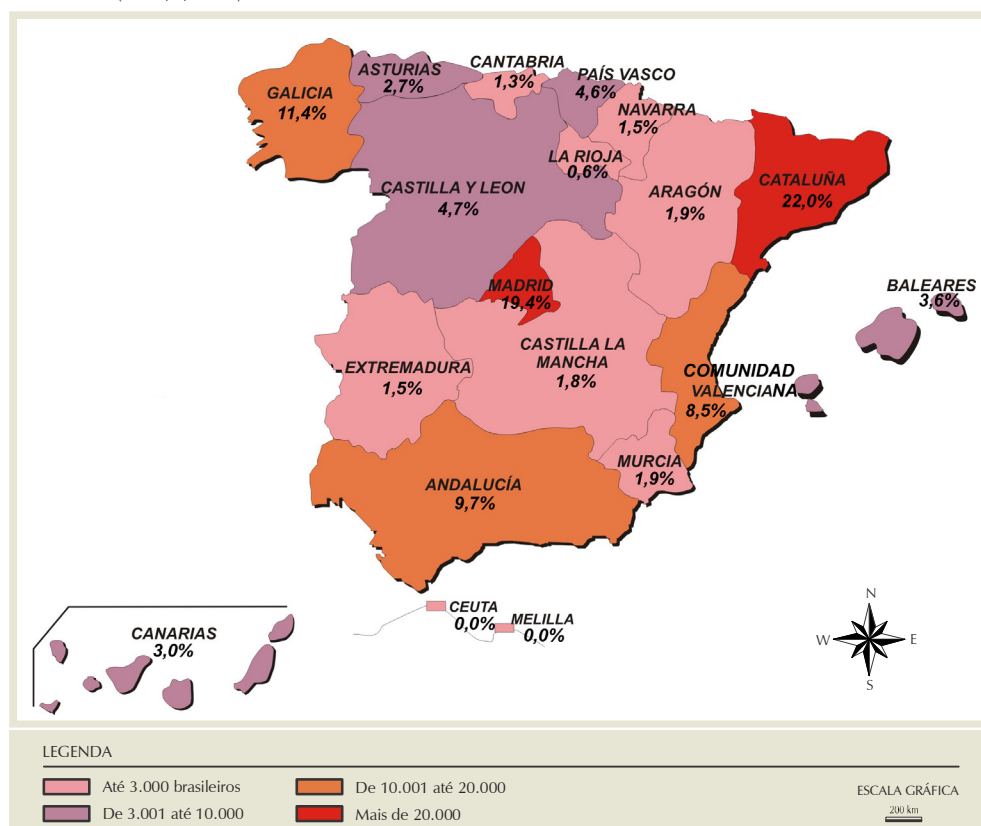 CANTABRIA
1,3%
ASTURIAS
2,7%
PAÍS VASCO
4,6%
GALICIA
11,4%
NAVARRA
1,5%
LA RIOJA
0,6%
CASTILLA Y LEON
4,7%
ARAGÓN
1,9%
CATALUÑA
22,0%
MADRID
19,4%
BALEARES
3,6%
CASTILLA LA
MANCHA
1,8%
EXTREMADURA
1,5%
COMUNIDAD
VALENCIANA
8,5%
MURCIA
1,9%
ANDALUCÍA
9,7%
CEUTA
0,0%
MELILLA
0,0%
CANARIAS
3,0%
N
W E
S
LEGENDA
Até 3.000 brasileiros
De 3.001 até 10.000
De 10.001 até 20.000
Mais de 20.000
ESCALA GRÁFICA
200 km